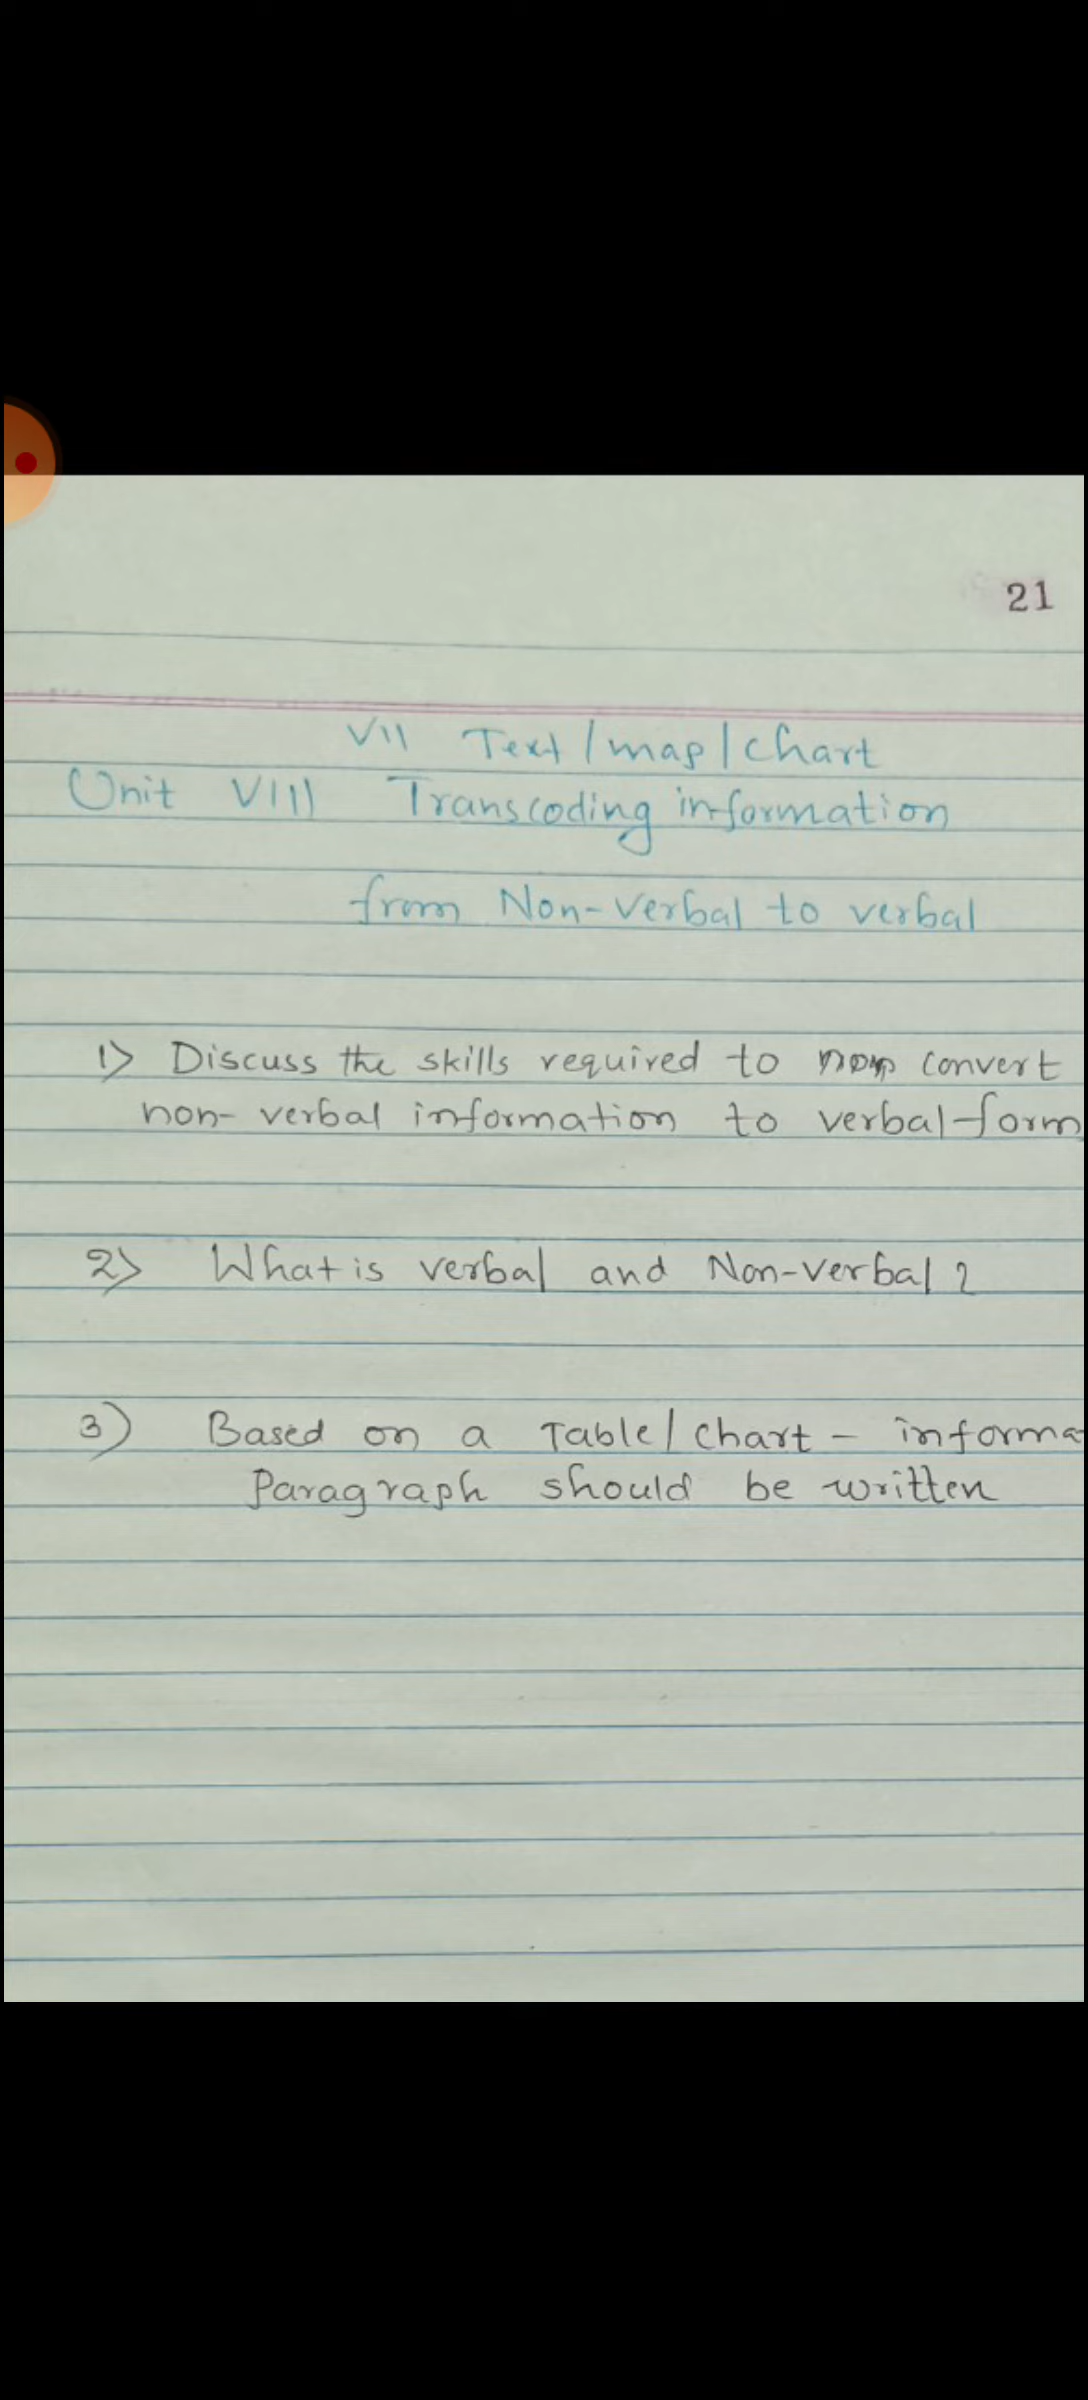 21
VII Text/map/chart
Unit VIII Transcoding information
from Non-verbal to verbal
1) Discuss the skills required to convert
non-verbal information to verbal form
2) What is verbal and Non-verbal?
3) Based on a Table/chart - informa
Paragraph should be written